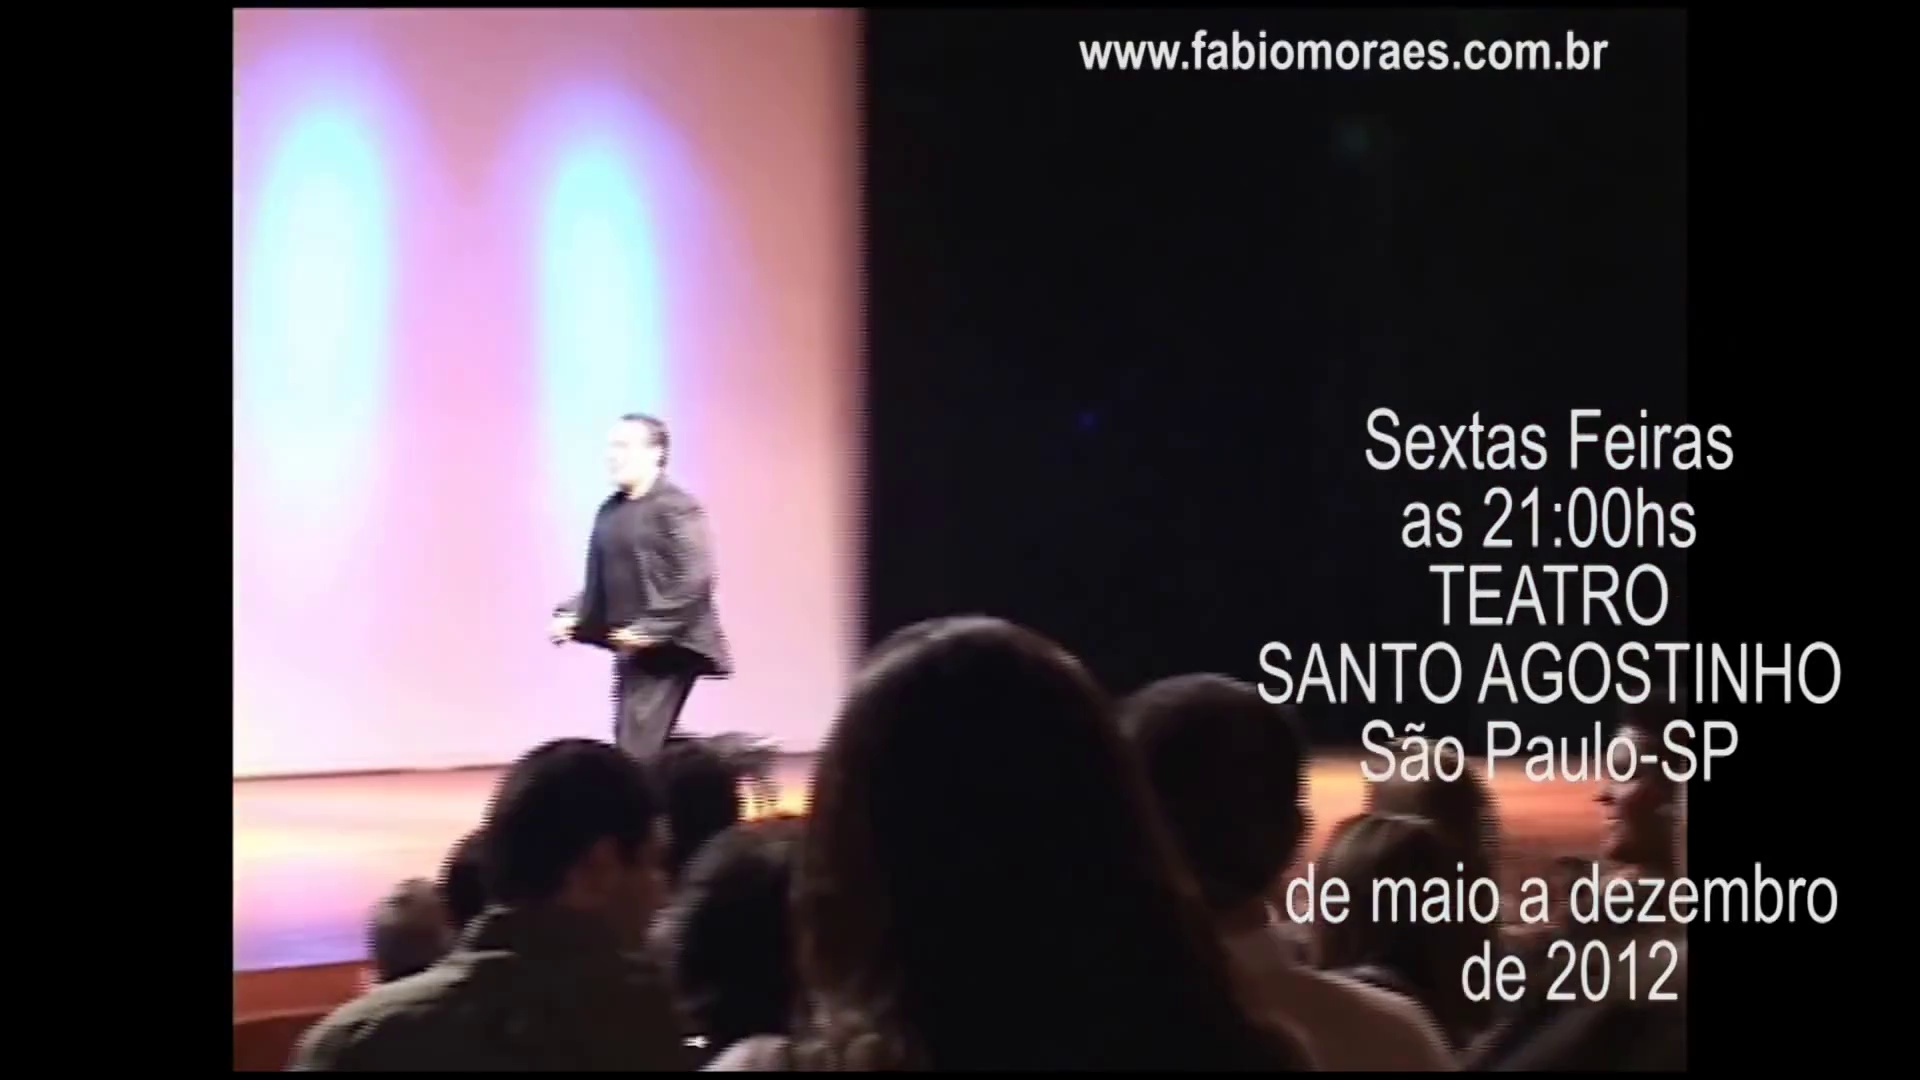 www.fabiomoraes.com.br
Sextas Feiras
as 21:00hs
TEATRO
SANTO AGOSTINHO
São Paulo-SP
de maio a dezembro
de 2012